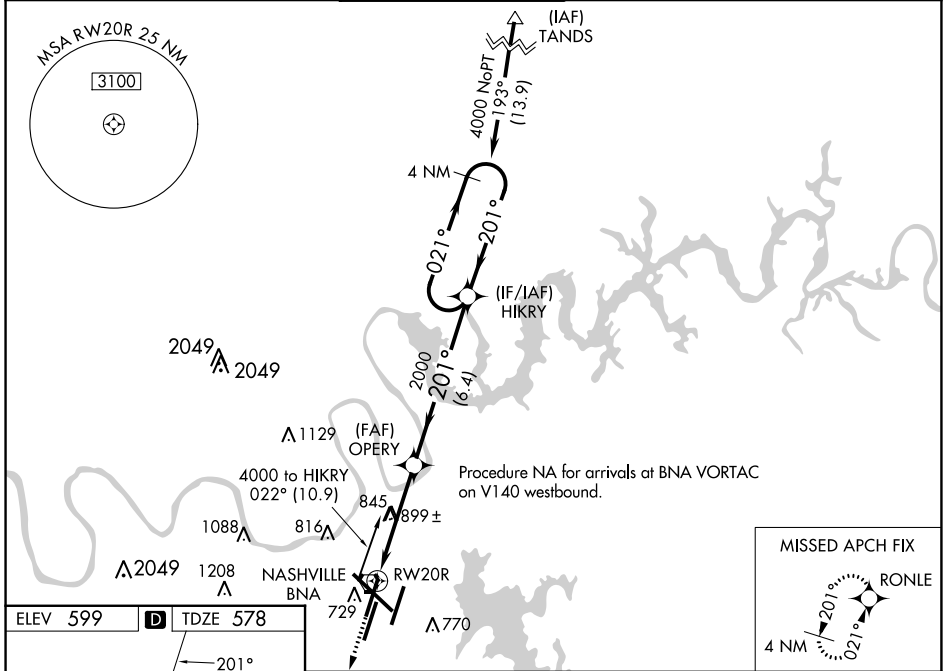 MSA RW20R 25 NM
3100
(IAF)
TANDS
4000 NoPT
193°
(13.9)
4 NM
021°
201°
(IF/IAF)
HIKRY
2049
2049
2000
201°
(6.4)
1129
(FAF)
OPERY
4000 to HIKRY
022° (10.9)
Procedure NA for arrivals at BNA VORTAC
on V140 westbound.
845
899 ±
1088
816
2049
1208
NASHVILLE
BNA
RW20R
729
770
MISSED APCH FIX
RONLE
201°
021°
4 NM
ELEV 599
D
TDZE 578
201°